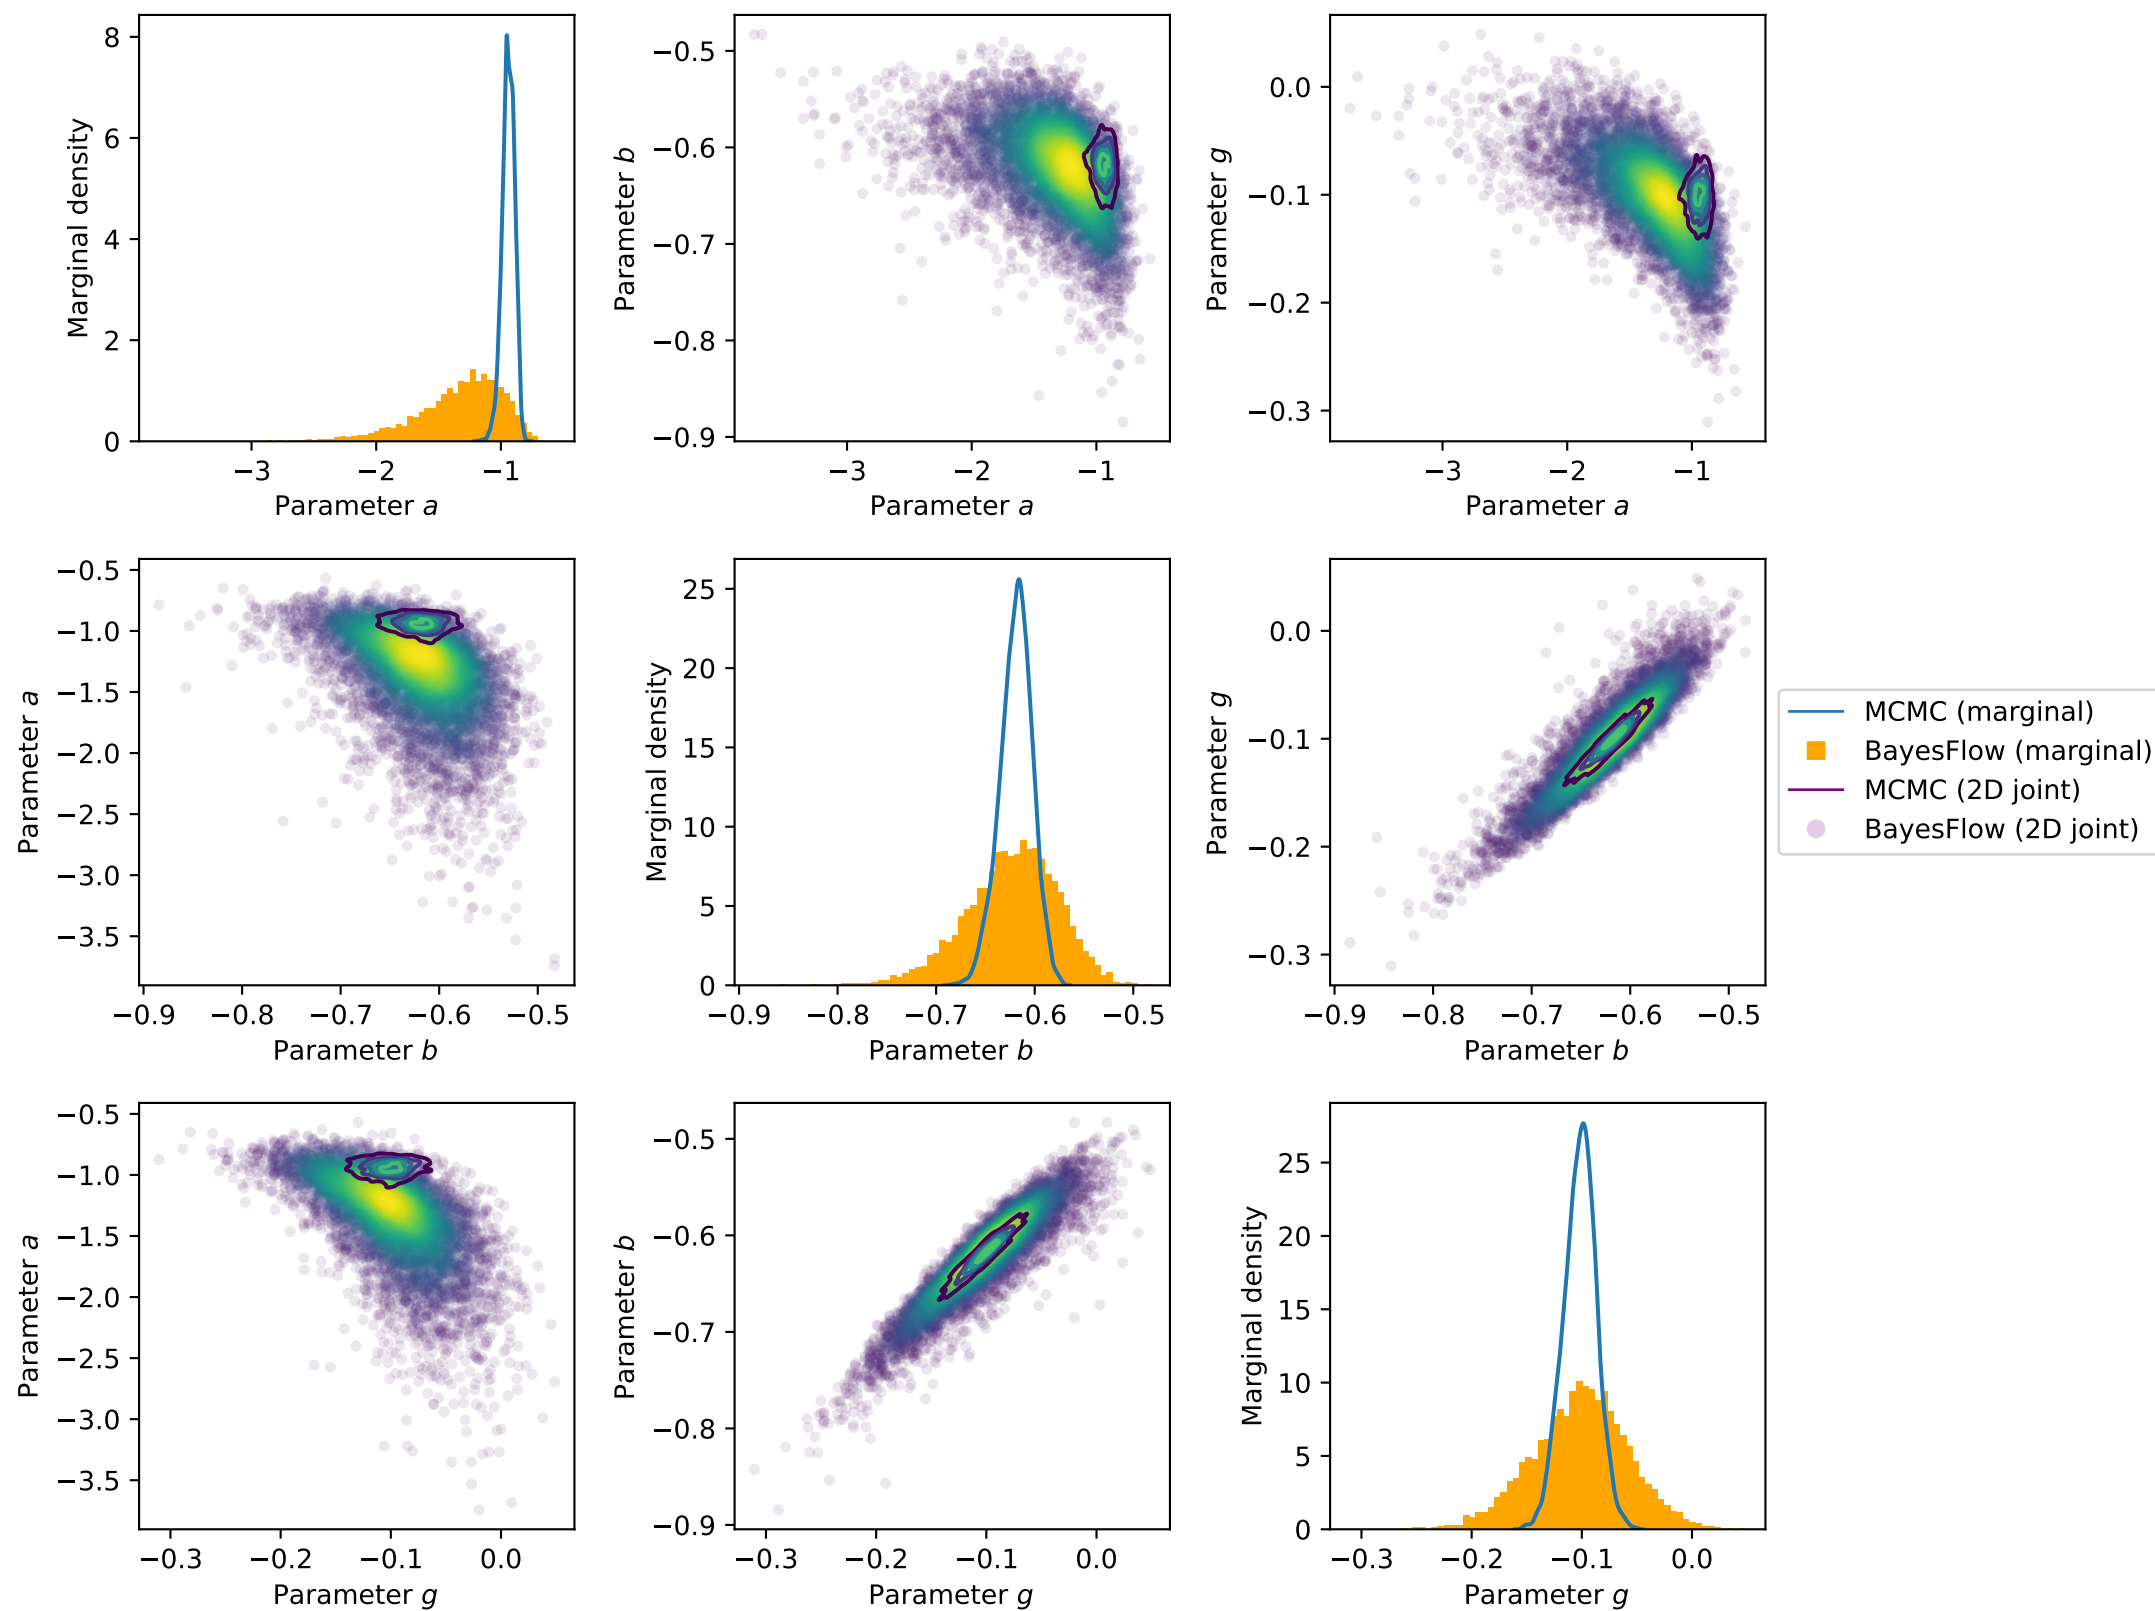 8
6
4
2
0
Marginal density
−3 −2 −1
Parameter a
−0.5
−0.6
−0.7
−0.8
−0.9
Parameter b
−3 −2 −1
Parameter a
0.0
−0.1
−0.2
−0.3
Parameter g
−3 −2 −1
Parameter a
−0.5
−1.0
−1.5
−2.0
−2.5
−3.0
−3.5
Parameter a
−0.9 −0.8 −0.7 −0.6 −0.5
Parameter b
25
20
15
10
5
0
Marginal density
−0.9 −0.8 −0.7 −0.6 −0.5
Parameter b
0.0
−0.1
−0.2
−0.3
Parameter g
−0.9 −0.8 −0.7 −0.6 −0.5
Parameter b
MCMC (marginal)
BayesFlow (marginal)
MCMC (2D joint)
BayesFlow (2D joint)
−0.5
−1.0
−1.5
−2.0
−2.5
−3.0
−3.5
Parameter a
−0.3 −0.2 −0.1 0.0
Parameter g
−0.5
−0.6
−0.7
−0.8
−0.9
Parameter b
−0.3 −0.2 −0.1 0.0
Parameter g
25
20
15
10
5
0
Marginal density
−0.3 −0.2 −0.1 0.0
Parameter g